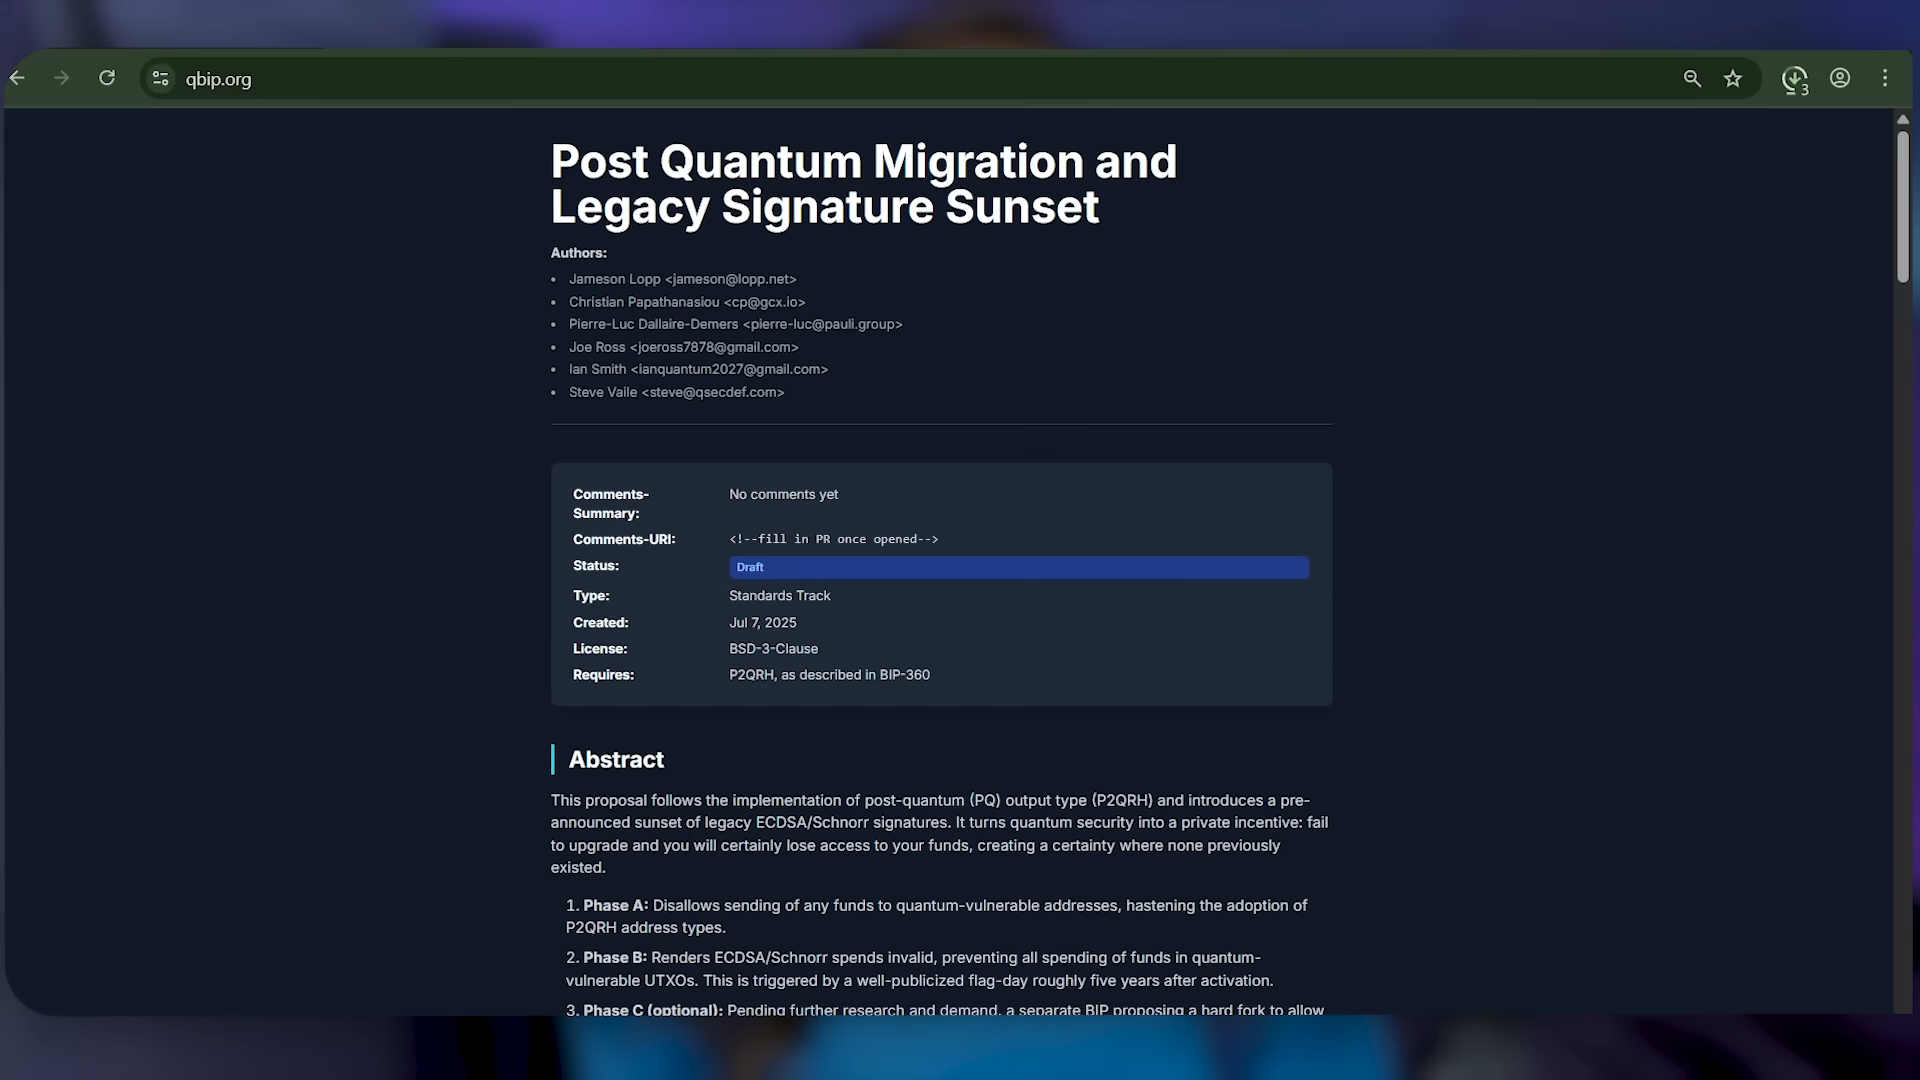 qbip.org
3
Post Quantum Migration and
Legacy Signature Sunset
Authors:
• Jameson Lopp <jameson@lopp.net>
• Christian Papathanasiou <cp@gcx.io>
• Pierre-Luc Dallaire-Demers <pierre-luc@pauli.group>
• Joe Ross <joeross7878@gmail.com>
• Ian Smith <ianquantum2027@gmail.com>
• Steve Vaile <steve@qsecdef.com>
Comments-Summary: No comments yet
Comments-URI: <!--fill in PR once opened-->
Status: Draft
Type: Standards Track
Created: Jul 7, 2025
License: BSD-3-Clause
Requires: P2QRH, as described in BIP-360
Abstract
This proposal follows the implementation of post-quantum (PQ) output type (P2QRH) and introduces a pre-
announced sunset of legacy ECDSA/Schnorr signatures. It turns quantum security into a private incentive: fail
to upgrade and you will certainly lose access to your funds, creating a certainty where none previously
existed.
1. Phase A: Disallows sending of any funds to quantum-vulnerable addresses, hastening the adoption of
P2QRH address types.
2. Phase B: Renders ECDSA/Schnorr spends invalid, preventing all spending of funds in quantum-
vulnerable UTXOs. This is triggered by a well-publicized flag-day roughly five years after activation.
3. Phase C (optional): Pending further research and demand, a separate BIP proposing a hard fork to allow